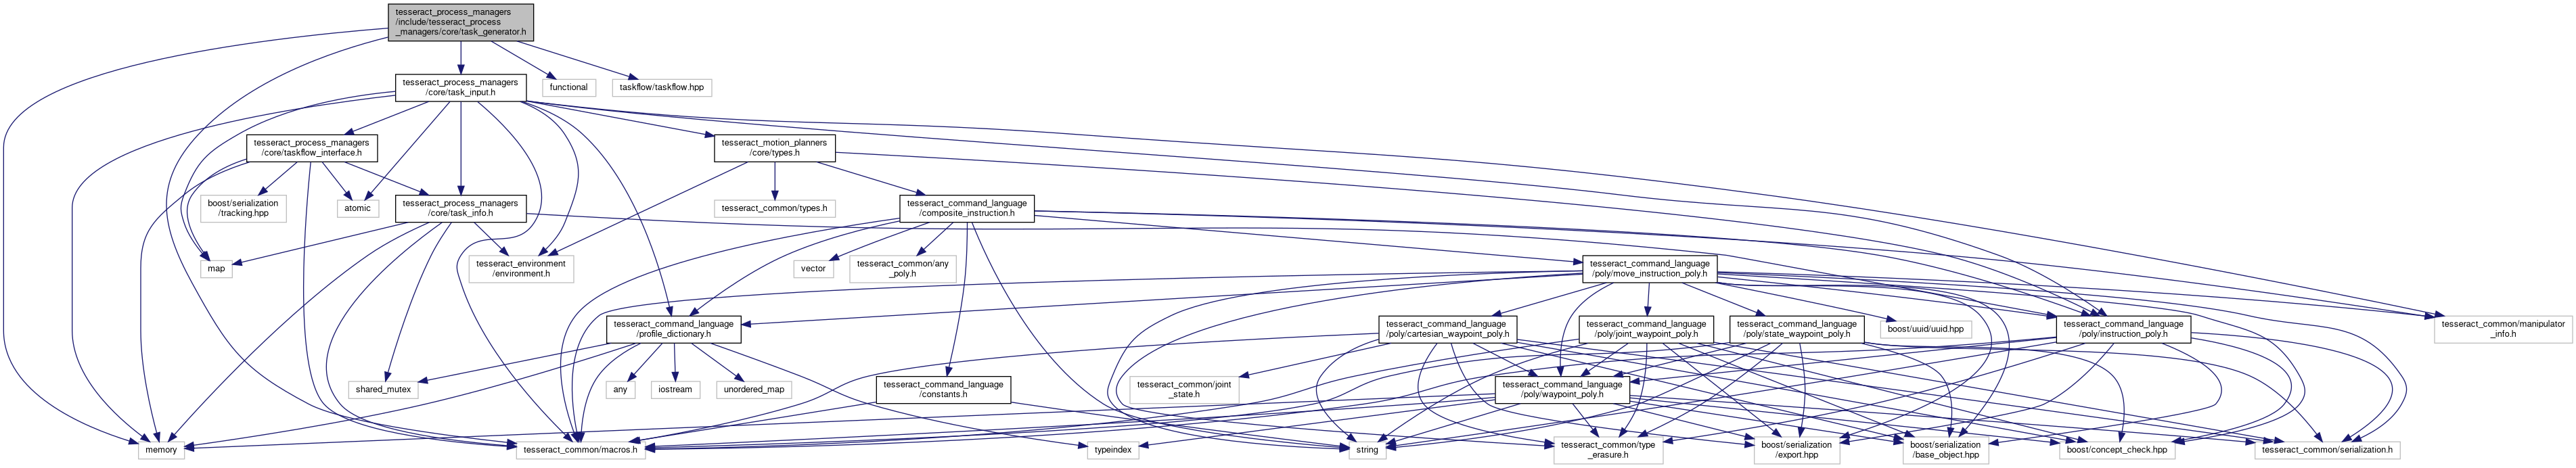 tesseract_process_managers
/include/tesseract_process
_managers/core/task_generator.h
tesseract_process_managers
/core/task_input.h
functional
taskflow/taskflow.hpp
tesseract_process_managers
/core/taskflow_interface.h
tesseract_motion_planners
/core/types.h
boost/serialization
/tracking.hpp
atomic
tesseract_process_managers
/core/task_info.h
tesseract_common/types.h
tesseract_command_language
/composite_instruction.h
map
tesseract_environment
/environment.h
vector
tesseract_common/any
_poly.h
tesseract_command_language
/poly/move_instruction_poly.h
tesseract_command_language
/profile_dictionary.h
tesseract_command_language
/poly/cartesian_waypoint_poly.h
tesseract_command_language
/poly/joint_waypoint_poly.h
tesseract_command_language
/poly/state_waypoint_poly.h
boost/uuid/uuid.hpp
tesseract_command_language
/poly/instruction_poly.h
tesseract_common/manipulator
_info.h
shared_mutex
any
iostream
unordered_map
tesseract_command_language
/constants.h
tesseract_common/joint
_state.h
tesseract_command_language
/poly/waypoint_poly.h
memory
tesseract_common/macros.h
typeindex
string
tesseract_common/type
_erasure.h
boost/serialization
/export.hpp
boost/serialization
/base_object.hpp
boost/concept_check.hpp
tesseract_common/serialization.h